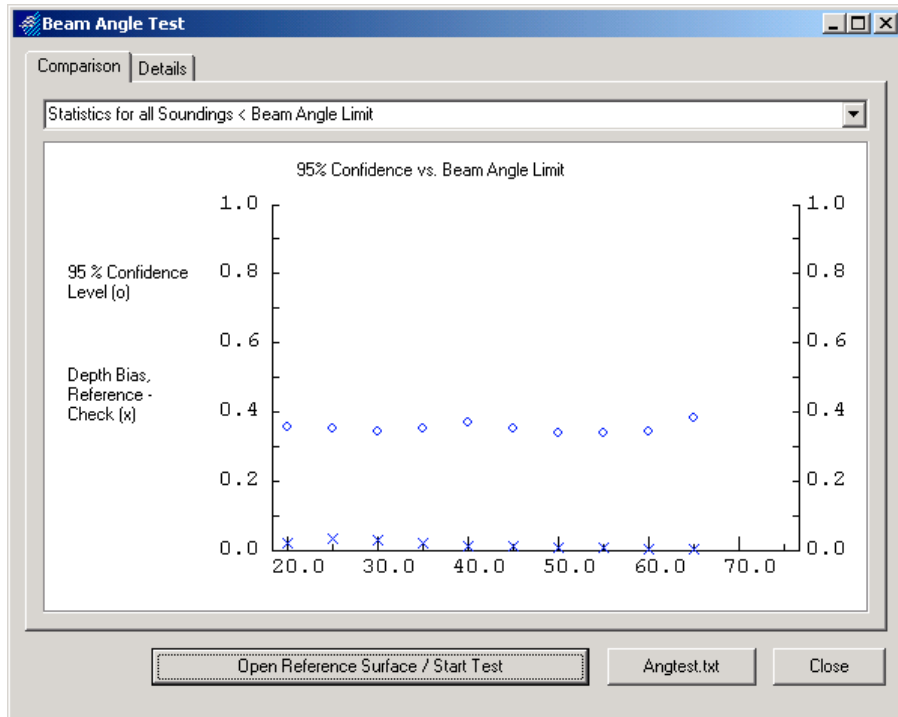 Beam Angle Test
Comparison Details
Statistics for all Soundings < Beam Angle Limit
95% Confidence vs. Beam Angle Limit
1.0 1.0
95 % Confidence
Level (o)
0.8 0.8
0.6 0.6
Depth Bias,
Reference -
Check (x)
0.4 0.4
0.2 0.2
0.0 0.0
20.0 30.0 40.0 50.0 60.0 70.0
Open Reference Surface / Start Test Angtest.txt Close